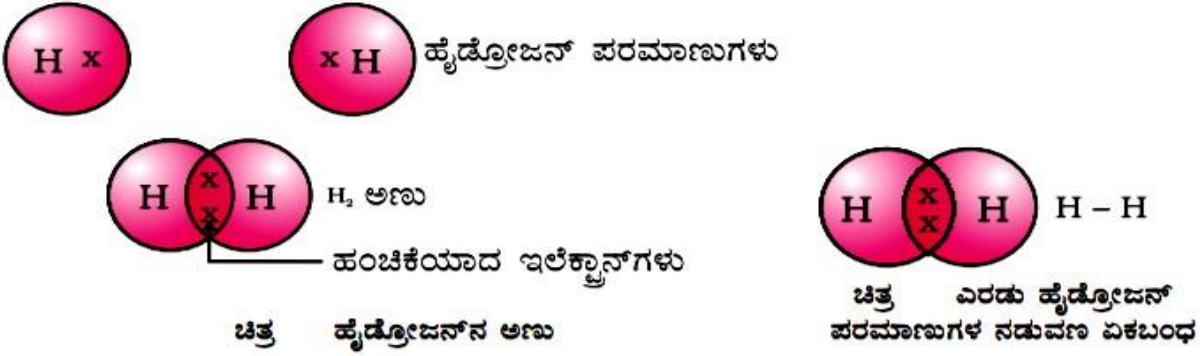 H x x H ಹೈಡ್ರೋಜನ್ ಪರಮಾಣುಗಳು
H x x H H₂ ಅಣು
ಹಂಚಿಕೆಯಾದ ಇಲೆಕ್ಟ್ರಾನ್‌ಗಳು
ಚಿತ್ರ ಹೈಡ್ರೋಜನ್‌ನ ಅಣು
H x x H H – H
ಚಿತ್ರ ಎರಡು ಹೈಡ್ರೋಜನ್
ಪರಮಾಣುಗಳ ನಡುವಣ ಏಕಬಂಧ